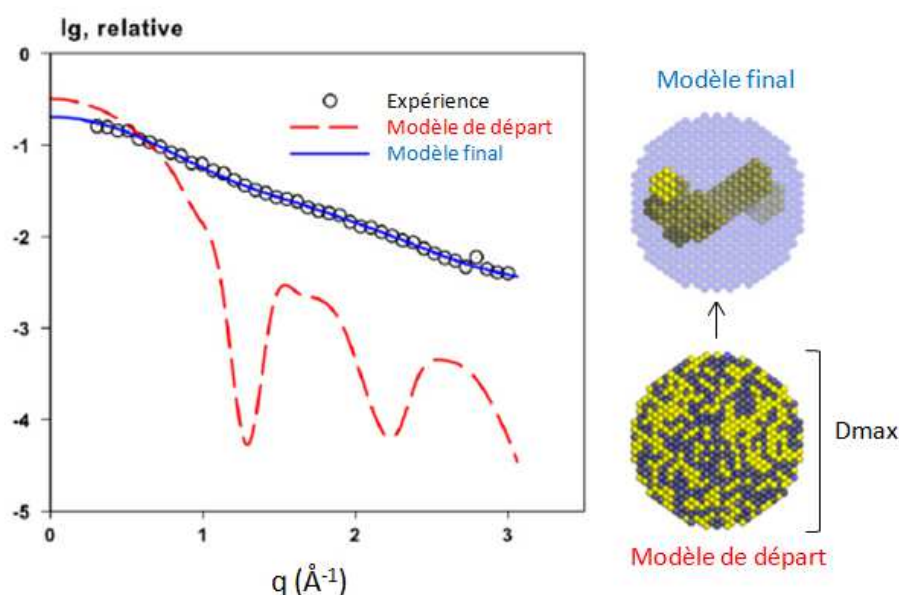 lg, relative
0
-1
-2
-3
-4
-5
0
1
2
3
q (Å⁻¹)
Expérience
Modèle de départ
Modèle final
Modèle final
Dmax
Modèle de départ